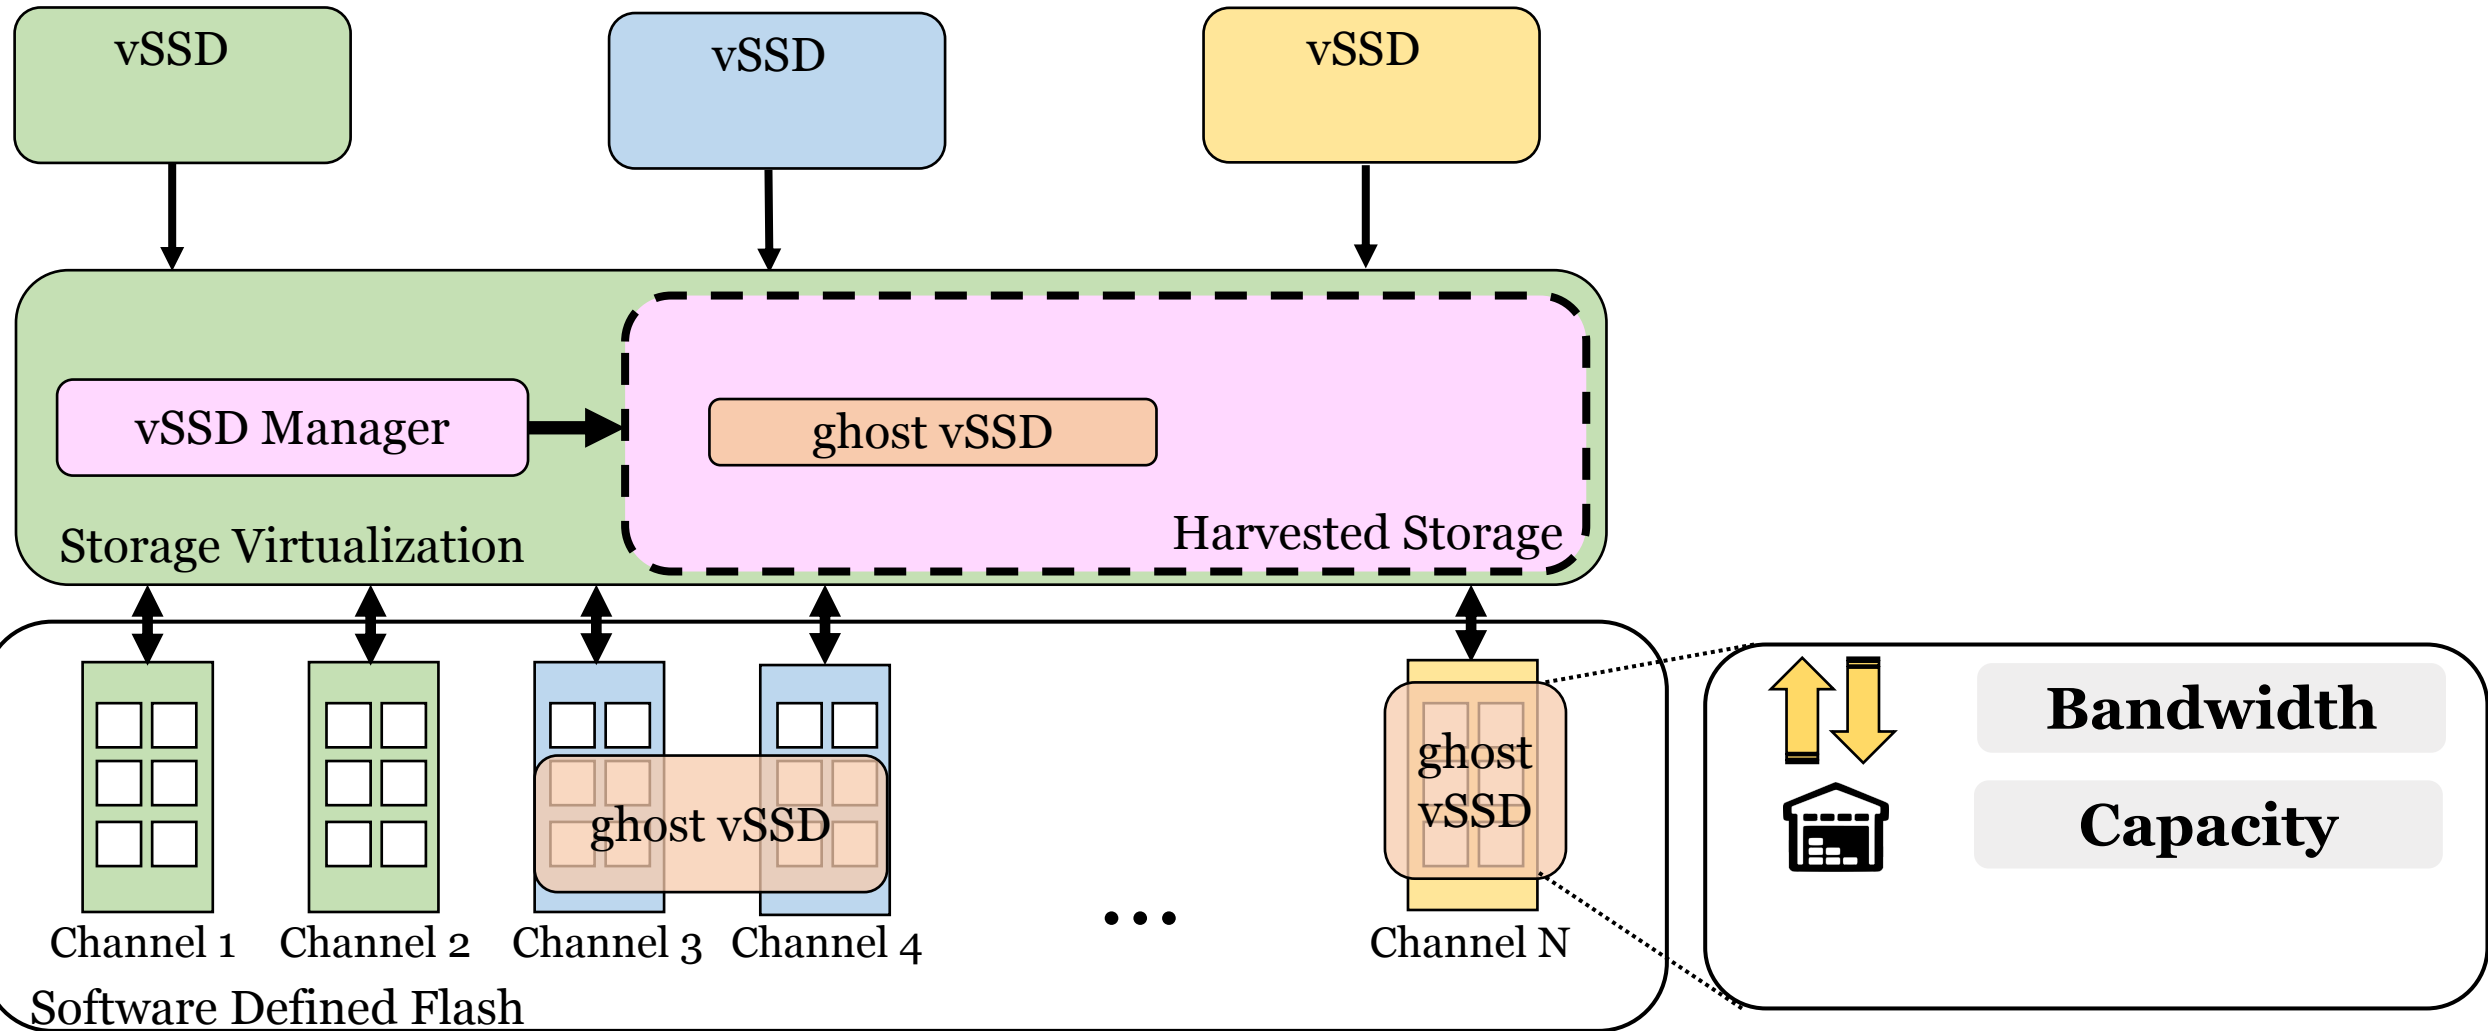 vSSD
vSSD
vSSD
vSSD Manager
ghost vSSD
Storage Virtualization
Harvested Storage
ghost vSSD
ghost
vSSD
...
Channel 1
Channel 2
Channel 3
Channel 4
Channel N
Software Defined Flash
Bandwidth
Capacity